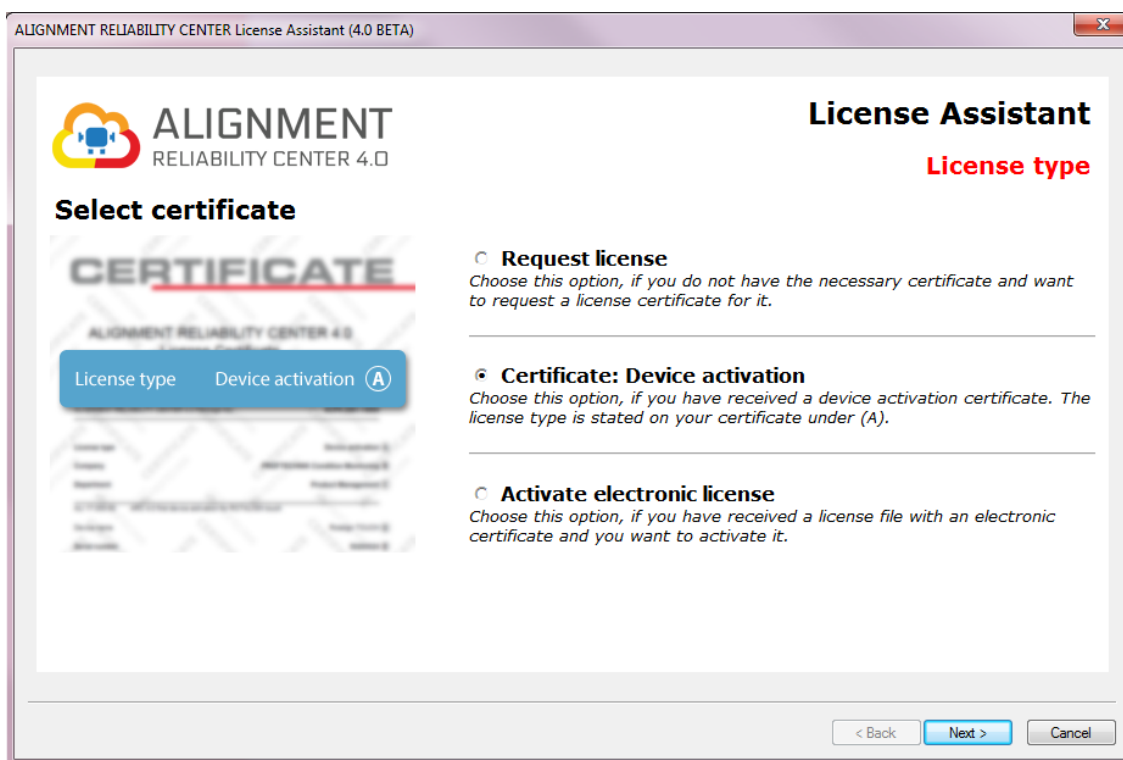 ALIGNMENT RELIABILITY CENTER License Assistant (4.0 BETA)
x
ALIGNMENT
RELIABILITY CENTER 4.0
License Assistant
License type
Select certificate
CERTIFICATE
ALIGNMENT RELIABILITY CENTER 4.0
License Certificate
License type Device activation A
Request license
Choose this option, if you do not have the necessary certificate and want
to request a license certificate for it.
Certificate: Device activation
Choose this option, if you have received a device activation certificate. The
license type is stated on your certificate under (A).
Activate electronic license
Choose this option, if you have received a license file with an electronic
certificate and you want to activate it.
< Back Next > Cancel